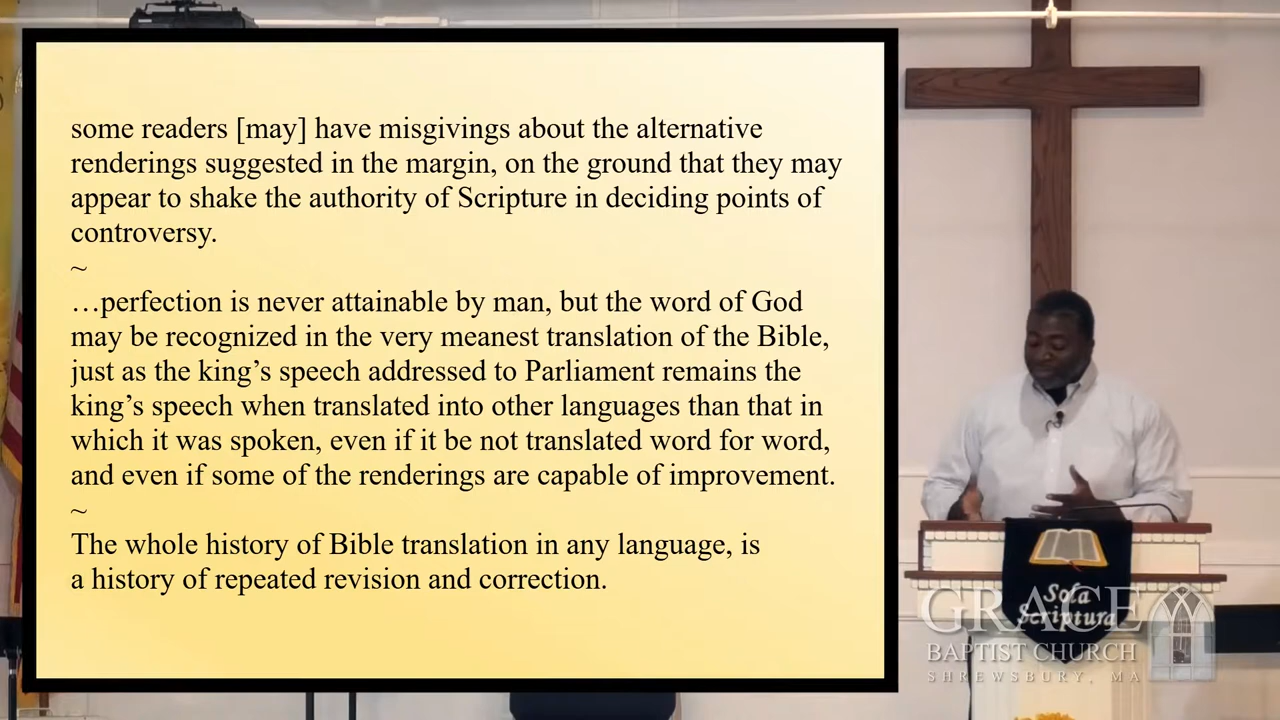 some readers [may] have misgivings about the alternative
renderings suggested in the margin, on the ground that they may
appear to shake the authority of Scripture in deciding points of
controversy.
~
…perfection is never attainable by man, but the word of God
may be recognized in the very meanest translation of the Bible,
just as the king’s speech addressed to Parliament remains the
king’s speech when translated into other languages than that in
which it was spoken, even if it be not translated word for word,
and even if some of the renderings are capable of improvement.
~
The whole history of Bible translation in any language, is
a history of repeated revision and correction.
Sola
Scriptura
GRACE
BAPTIST CHURCH
SHREWSBURY, MA